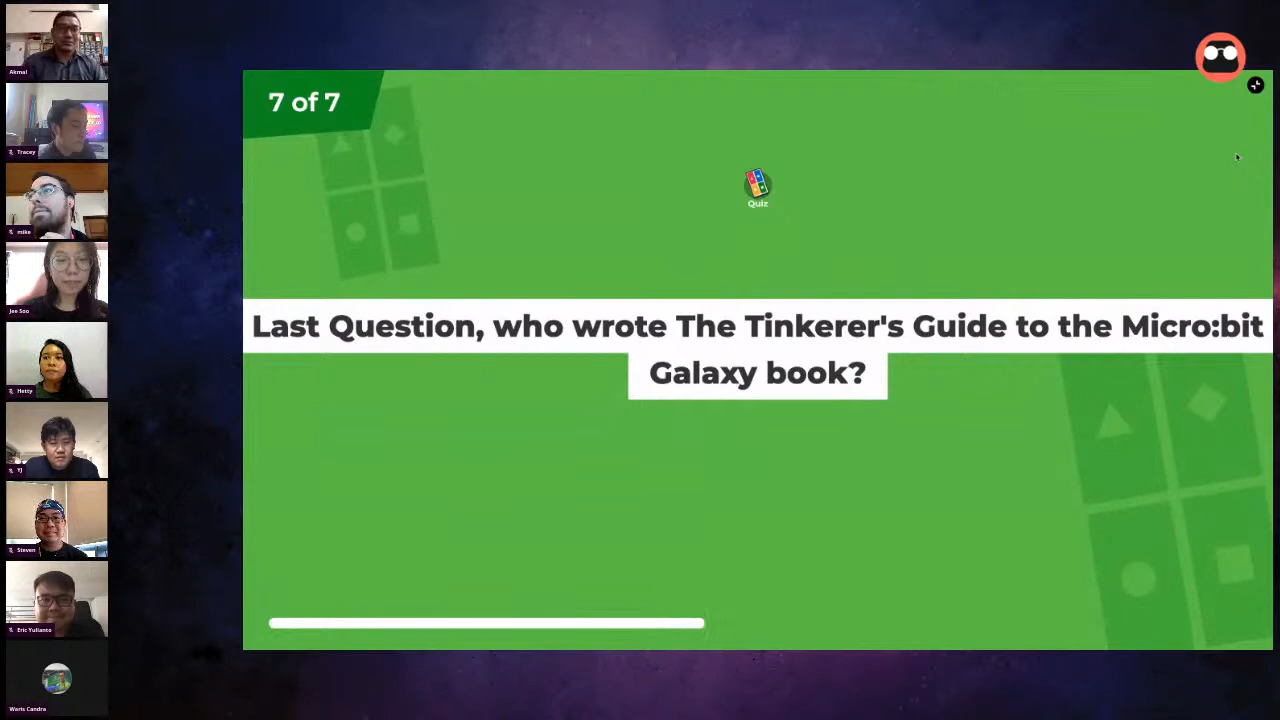 Akmal
Tracey
mike
Jee Soo
Hetty
YJ
Steven
Eric Yulianto
Waris Candra
7 of 7
Quiz
Last Question, who wrote The Tinkerer's Guide to the Micro:bit
Galaxy book?